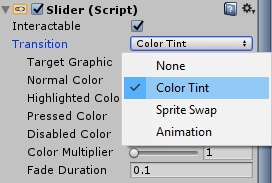 Slider (Script)
Interactable
Transition Color Tint
Target Graphic None
Normal Color Color Tint
Highlighted Colo
Pressed Color Sprite Swap
Disabled Color Animation
Color Multiplier 1
Fade Duration 0.1